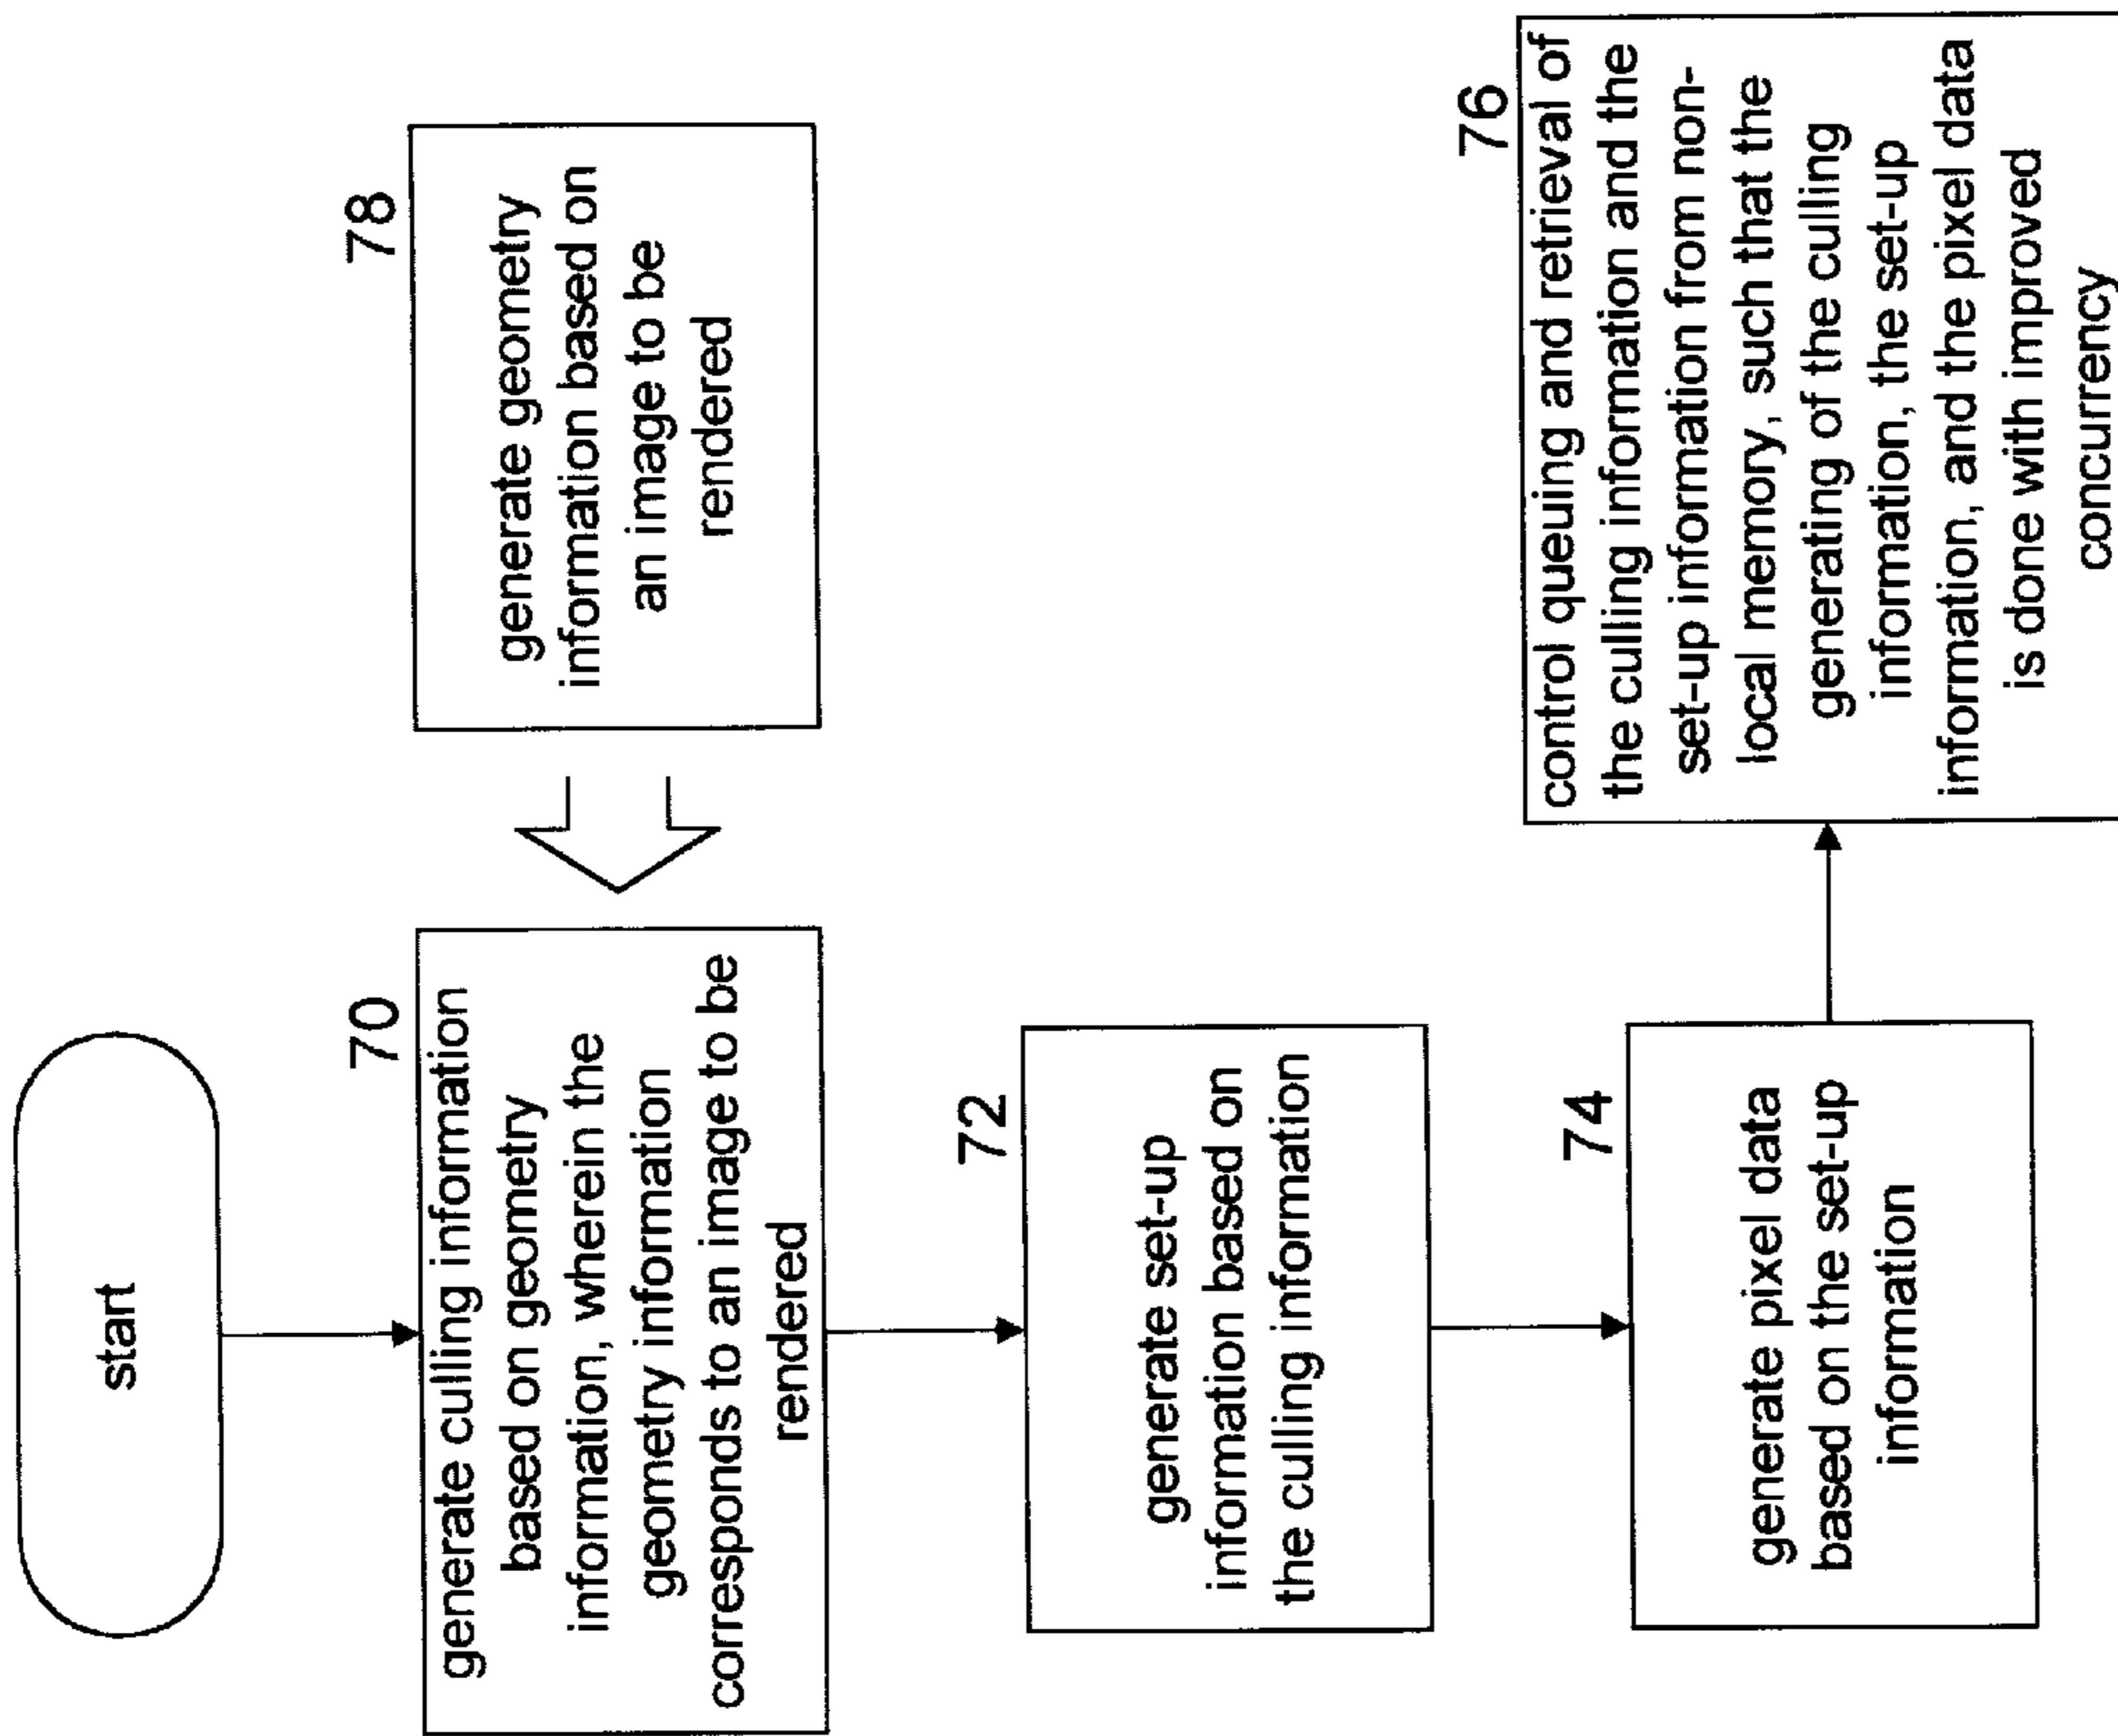 start
70
generate culling information
based on geometry
information, wherein the
geometry information
corresponds to an image to be
rendered
78
generate geometry
information based on
an image to be
rendered
72
generate set-up
information based on
the culling information
74
generate pixel data
based on the set-up
information
76
control queuing and retrieval of
the culling information and the
set-up information from non-
local memory, such that the
generating of the culling
information, the set-up
information, and the pixel data
is done with improved
concurrency